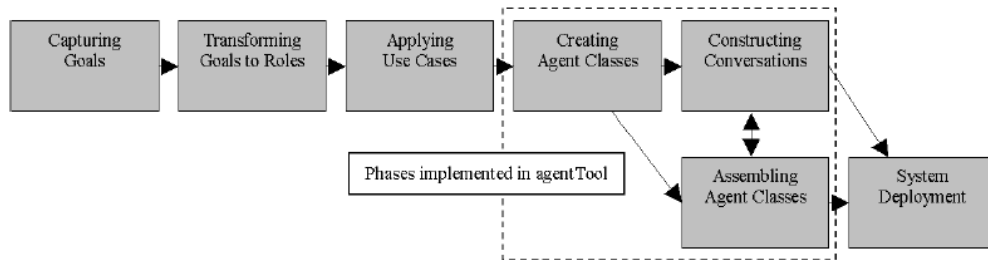 Capturing
Goals
Transforming
Goals to Roles
Applying
Use Cases
Creating
Agent Classes
Constructing
Conversations
Phases implemented in agentTool
Assembling
Agent Classes
System
Deployment